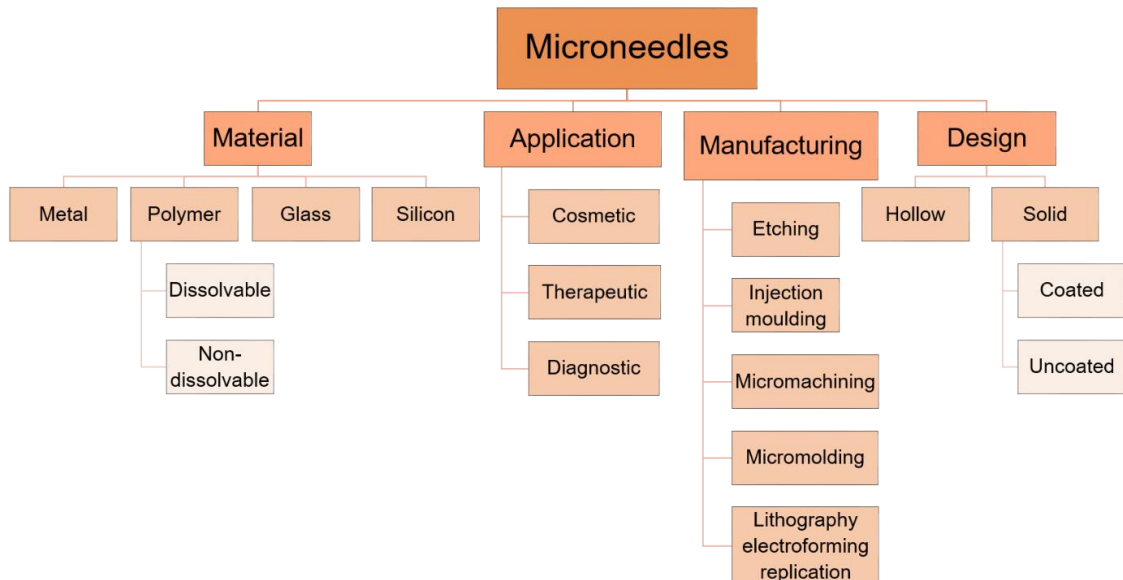 Microneedles
Material
Application
Manufacturing
Design
Metal
Polymer
Glass
Silicon
Dissvolvable
Non-
dissolvable
Cosmetic
Therapeutic
Diagnostic
Etching
Injection
moulding
Micromachining
Micromolding
Lithography
electroforming
replication
Hollow
Solid
Coated
Uncoated